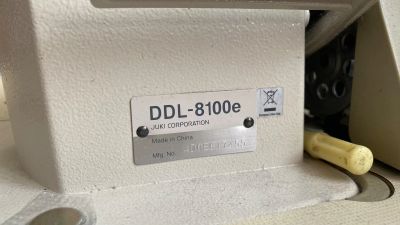 DDL-8100e
JUKI CORPORATION
Made in China
Mfg. No.